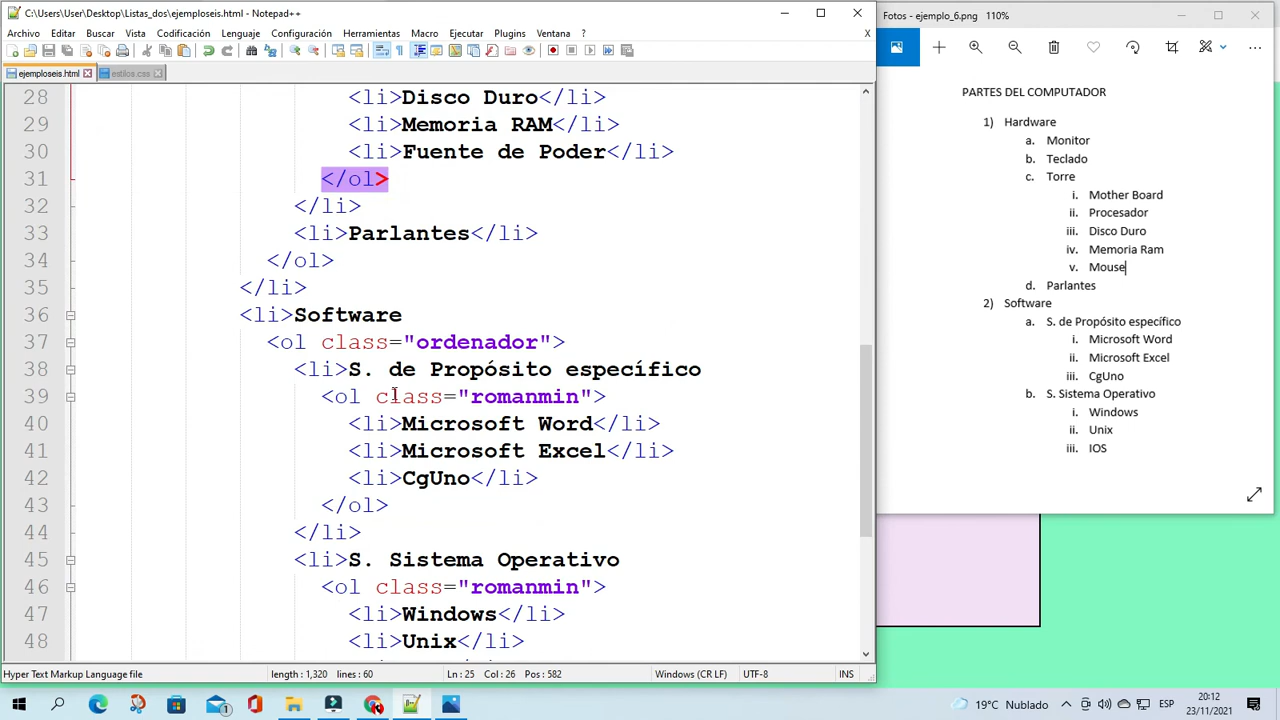 C:\Users\User\Desktop\Listas_dos\ejemploseis.html - Notepad++
Archivo Editar Buscar Vista Codificación Lenguaje Configuración Herramientas Macro Ejecutar Plugins Ventana ? X
ejemploseis.html estilos.css
28 <li>Disco Duro</li>
29 <li>Memoria RAM</li>
30 <li>Fuente de Poder</li>
31 </ol>
32 </li>
33 <li>Parlantes</li>
34 </ol>
35 </li>
36 <li>Software
37 <ol class="ordenador">
38 <li>S. de Propósito específico
39 <ol class="romanmin">
40 <li>Microsoft Word</li>
41 <li>Microsoft Excel</li>
42 <li>CgUno</li>
43 </ol>
44 </li>
45 <li>S. Sistema Operativo
46 <ol class="romanmin">
47 <li>Windows</li>
48 <li>Unix</li>
Hyper Text Markup Language file length : 1,320 lines : 60 Ln : 25 Col : 26 Pos : 582 Windows (CR LF) UTF-8 INS
Fotos - ejemplo_6.png 110%
PARTES DEL COMPUTADOR
1) Hardware
a. Monitor
b. Teclado
c. Torre
i. Mother Board
ii. Procesador
iii. Disco Duro
iv. Memoria Ram
v. Mouse
d. Parlantes
2) Software
a. S. de Propósito específico
i. Microsoft Word
ii. Microsoft Excel
iii. CgUno
b. S. Sistema Operativo
i. Windows
ii. Unix
iii. IOS
19°C Nublado ESP 20:12
23/11/2021